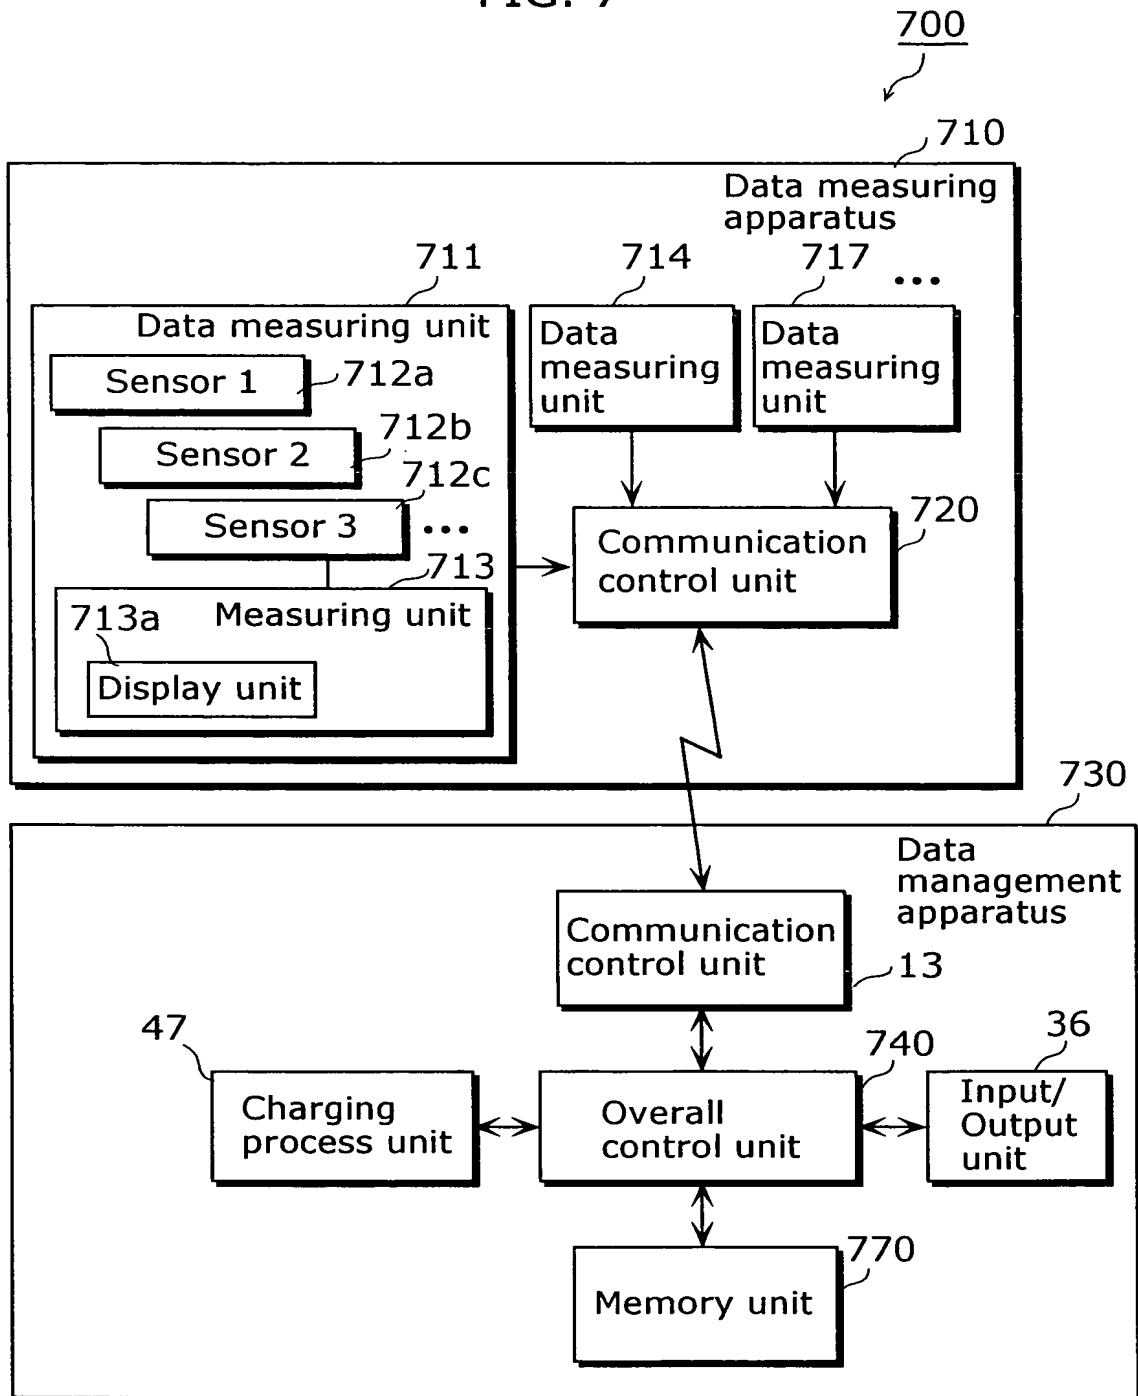 FIG. 7
700
710
Data measuring
apparatus
711
714
717
...
Data measuring unit
Data
measuring
unit
Data
measuring
unit
Sensor 1
712a
Sensor 2
712b
712c
Sensor 3
...
720
Communication
control unit
713
713a
Measuring unit
Display unit
730
Data
management
apparatus
Communication
control unit
13
47
740
36
Charging
process unit
Overall
control unit
Input/
Output
unit
770
Memory unit